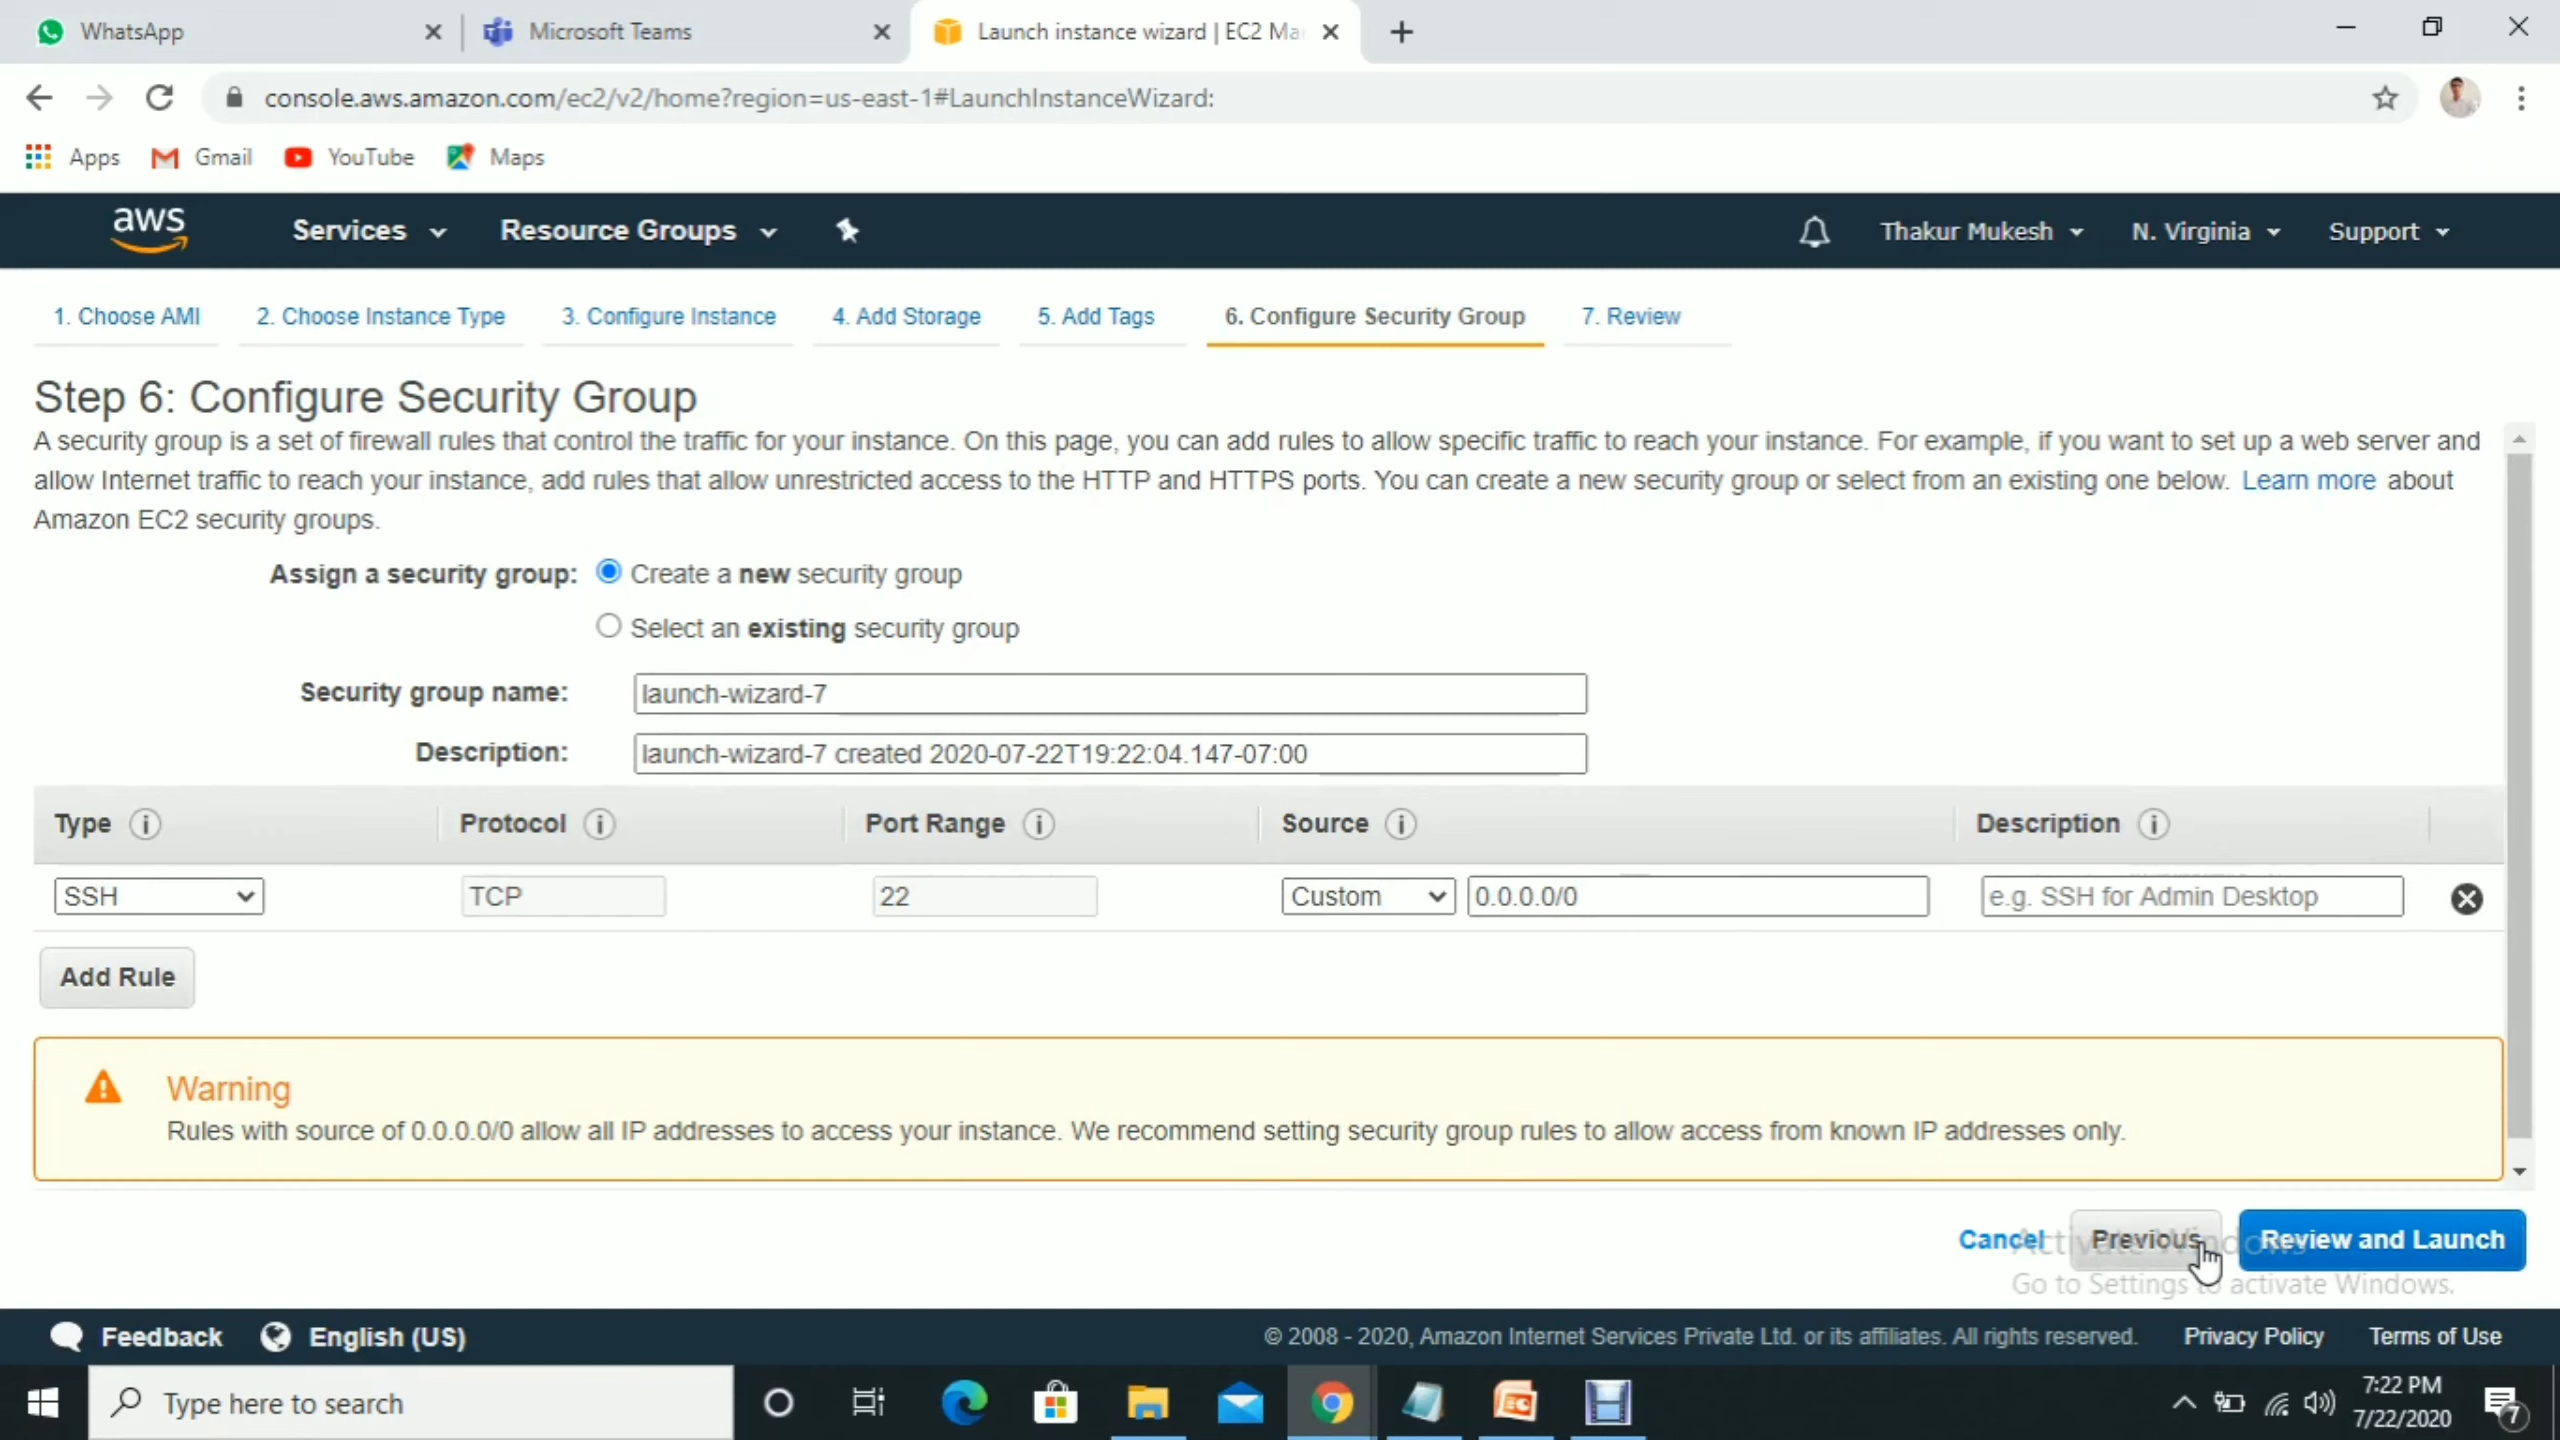 WhatsApp
Microsoft Teams
Launch instance wizard | EC2 Ma
console.aws.amazon.com/ec2/v2/home?region=us-east-1#LaunchInstanceWizard:
Apps Gmail YouTube Maps
aws Services Resource Groups Thakur Mukesh N. Virginia Support
1. Choose AMI 2. Choose Instance Type 3. Configure Instance 4. Add Storage 5. Add Tags 6. Configure Security Group 7. Review
Step 6: Configure Security Group
A security group is a set of firewall rules that control the traffic for your instance. On this page, you can add rules to allow specific traffic to reach your instance. For example, if you want to set up a web server and
allow Internet traffic to reach your instance, add rules that allow unrestricted access to the HTTP and HTTPS ports. You can create a new security group or select from an existing one below. Learn more about
Amazon EC2 security groups.
Assign a security group: Create a new security group
Select an existing security group
Security group name: launch-wizard-7
Description: launch-wizard-7 created 2020-07-22T19:22:04.147-07:00
Type Protocol Port Range Source Description
SSH TCP 22 Custom 0.0.0.0/0 e.g. SSH for Admin Desktop
Add Rule
Warning
Rules with source of 0.0.0.0/0 allow all IP addresses to access your instance. We recommend setting security group rules to allow access from known IP addresses only.
Cancel Previous Review and Launch
Activate Windows
Go to Settings to activate Windows.
Feedback English (US) © 2008 - 2020, Amazon Internet Services Private Ltd. or its affiliates. All rights reserved. Privacy Policy Terms of Use
Type here to search
7:22 PM
7/22/2020
7